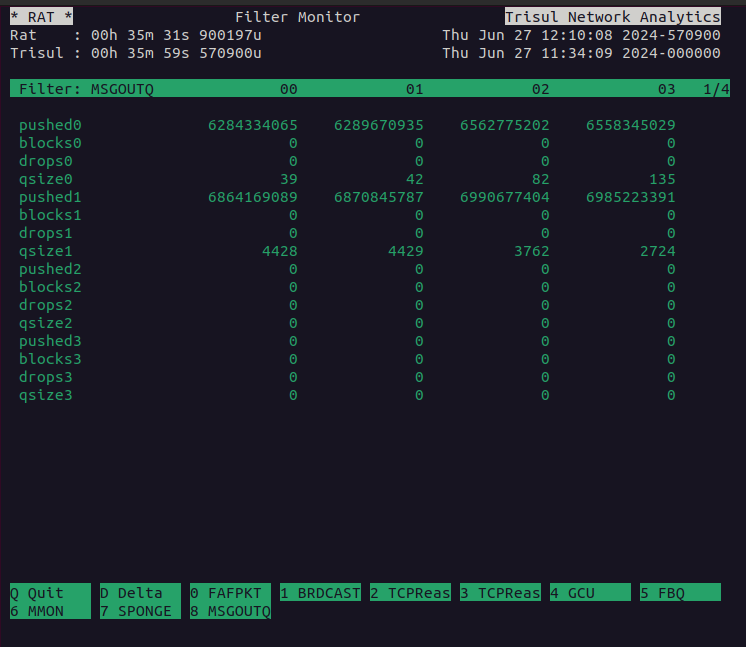 * RAT * Filter Monitor Trisul Network Analytics
Rat : 00h 35m 31s 900197u Thu Jun 27 12:10:08 2024-570900
Trisul : 00h 35m 59s 570900u Thu Jun 27 11:34:09 2024-000000
Filter: MSGOUTQ 00 01 02 03 1/4
pushed0 6284334065 6289670935 6562775202 6558345029
blocks0 0 0 0 0
drops0 0 0 0 0
qsize0 39 42 82 135
pushed1 6864169089 6870845787 6990677404 6985223391
blocks1 0 0 0 0
drops1 0 0 0 0
qsize1 4428 4429 3762 2724
pushed2 0 0 0 0
blocks2 0 0 0 0
drops2 0 0 0 0
qsize2 0 0 0 0
pushed3 0 0 0 0
blocks3 0 0 0 0
drops3 0 0 0 0
qsize3 0 0 0 0
Q Quit D Delta 0 FAFPKT 1 BRDCAST 2 TCPReas 3 TCPReas 4 GCU 5 FBQ
6 MMON 7 SPONGE 8 MSGOUTQ